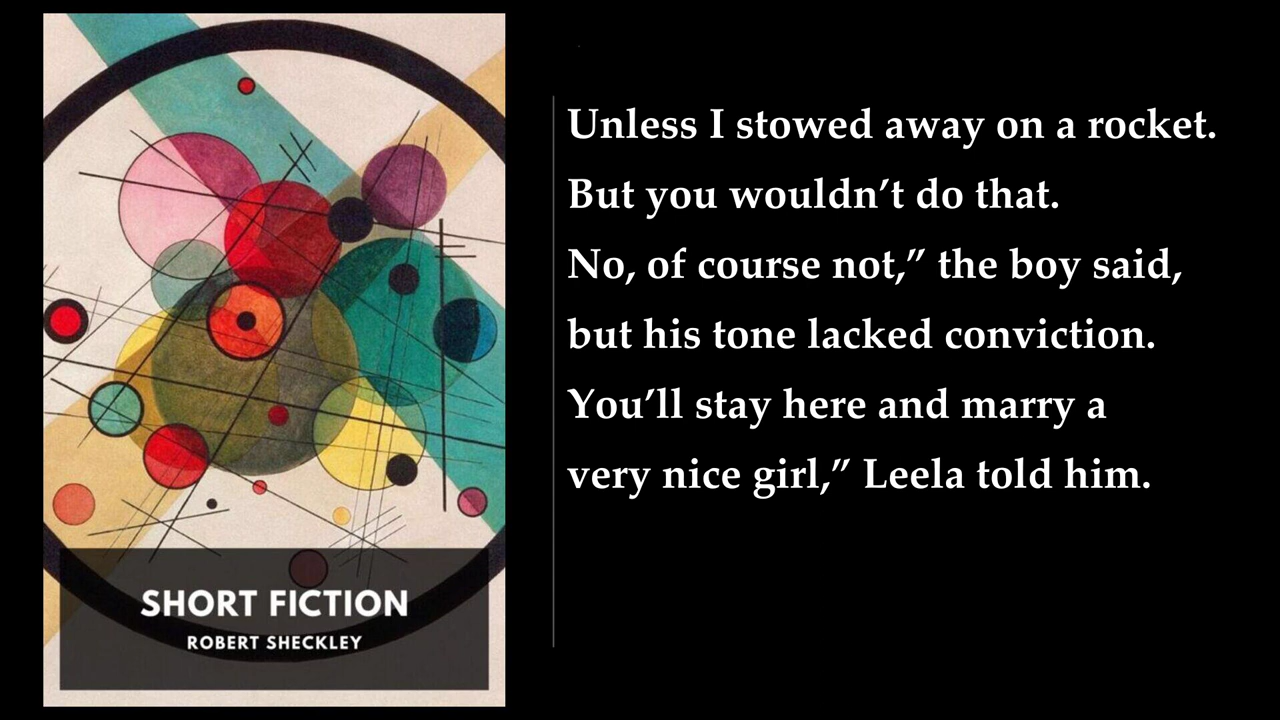 Unless I stowed away on a rocket.
But you wouldn’t do that.
No, of course not,” the boy said,
but his tone lacked conviction.
You’ll stay here and marry a
very nice girl,” Leela told him.
SHORT FICTION
ROBERT SHECKLEY